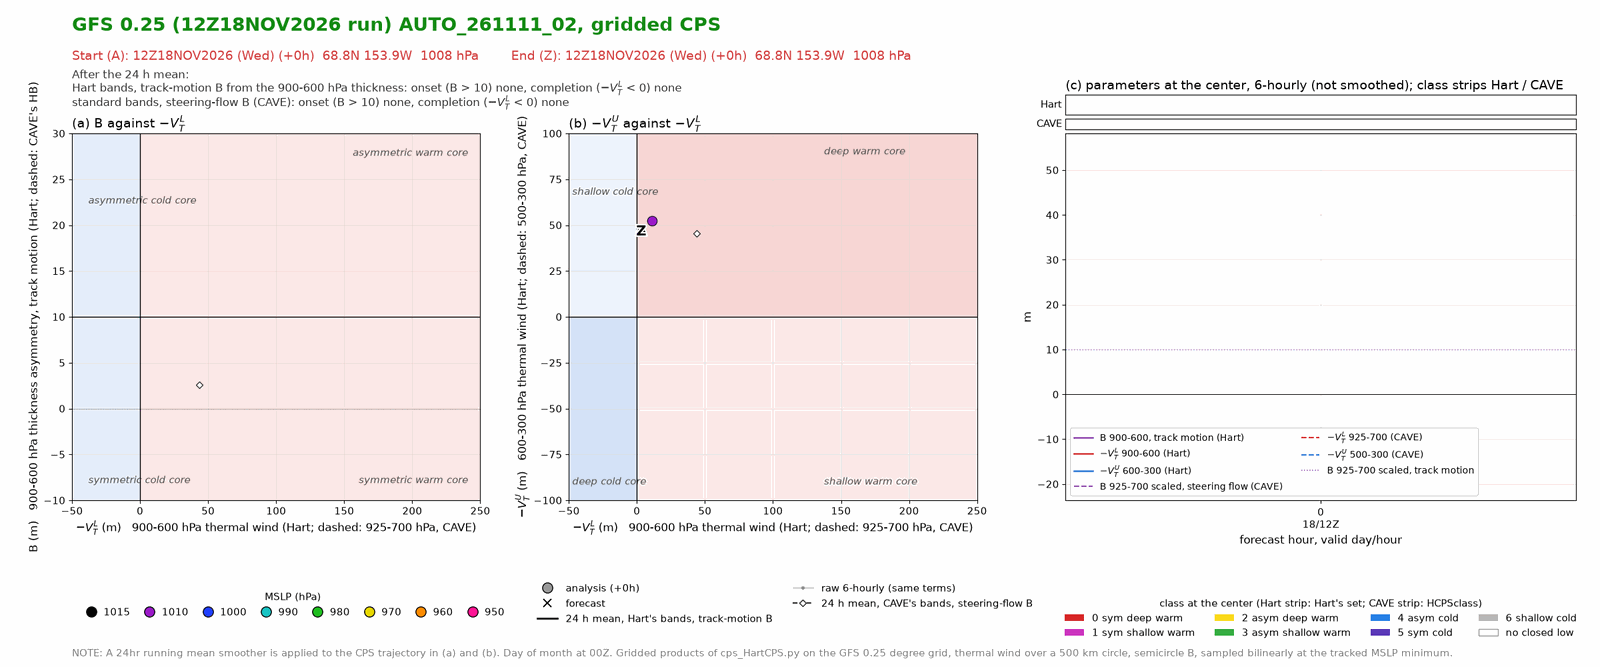 GFS 0.25 (12Z18NOV2026 run) AUTO_261111_02, gridded CPS
Start (A): 12Z18NOV2026 (Wed) (+0h)  68.8N 153.9W  1008 hPa
End (Z): 12Z18NOV2026 (Wed) (+0h)  68.8N 153.9W  1008 hPa
After the 24 h mean:
Hart bands, track-motion B from the 900-600 hPa thickness: onset (B > 10) none, completion (−V_T^L < 0) none
standard bands, steering-flow B (CAVE): onset (B > 10) none, completion (−V_T^L < 0) none
(a) B against −V_T^L
B (m)   900-600 hPa thickness asymmetry, track motion (Hart; dashed: CAVE's HB)
30
25
20
15
10
5
0
−5
−10
asymmetric warm core
asymmetric cold core
symmetric cold core
symmetric warm core
−50
0
50
100
150
200
250
−V_T^L (m)   900-600 hPa thermal wind (Hart; dashed: 925-700 hPa, CAVE)
(b) −V_T^U against −V_T^L
−V_T^U (m)   600-300 hPa thermal wind (Hart; dashed: 500-300 hPa, CAVE)
100
75
50
25
0
−25
−50
−75
−100
deep warm core
shallow cold core
Z
deep cold core
shallow warm core
−50
0
50
100
150
200
250
−V_T^L (m)   900-600 hPa thermal wind (Hart; dashed: 925-700 hPa, CAVE)
(c) parameters at the center, 6-hourly (not smoothed); class strips Hart / CAVE
Hart
CAVE
m
50
40
30
20
10
0
−10
−20
B 900-600, track motion (Hart)
−V_T^L 900-600 (Hart)
−V_T^U 600-300 (Hart)
B 925-700 scaled, steering flow (CAVE)
−V_T^L 925-700 (CAVE)
−V_T^U 500-300 (CAVE)
B 925-700 scaled, track motion
0
18/12Z
forecast hour, valid day/hour
MSLP (hPa)
1015
1010
1000
990
980
970
960
950
analysis (+0h)
forecast
24 h mean, Hart's bands, track-motion B
raw 6-hourly (same terms)
24 h mean, CAVE's bands, steering-flow B
class at the center (Hart strip: Hart's set; CAVE strip: HCPSclass)
0 sym deep warm
1 sym shallow warm
2 asym deep warm
3 asym shallow warm
4 asym cold
5 sym cold
6 shallow cold
no closed low
NOTE: A 24hr running mean smoother is applied to the CPS trajectory in (a) and (b). Day of month at 00Z. Gridded products of cps_HartCPS.py on the GFS 0.25 degree grid, thermal wind over a 500 km circle, semicircle B, sampled bilinearly at the tracked MSLP minimum.